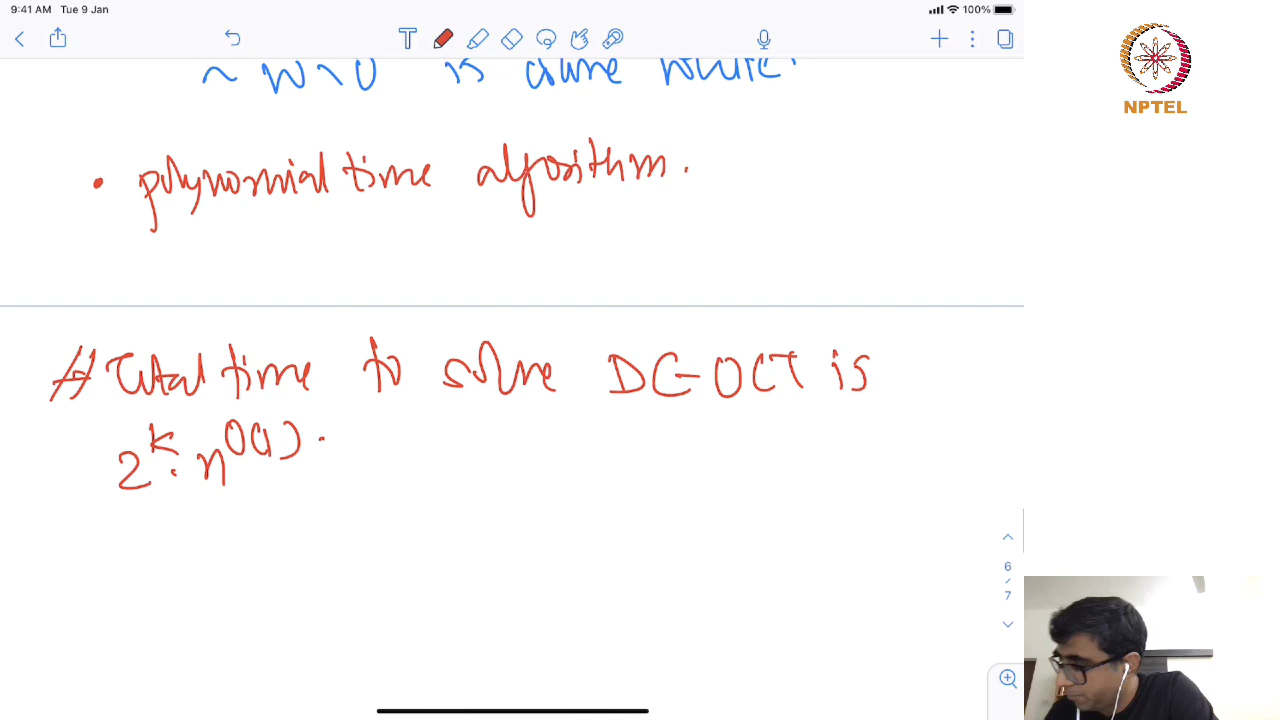 9:41 AM Tue 9 Jan
100%
NPTEL
is
• polynomial time algorithm.
# Total time to solve DC-OCT is
2^k · n^O(1) .
6
/
7